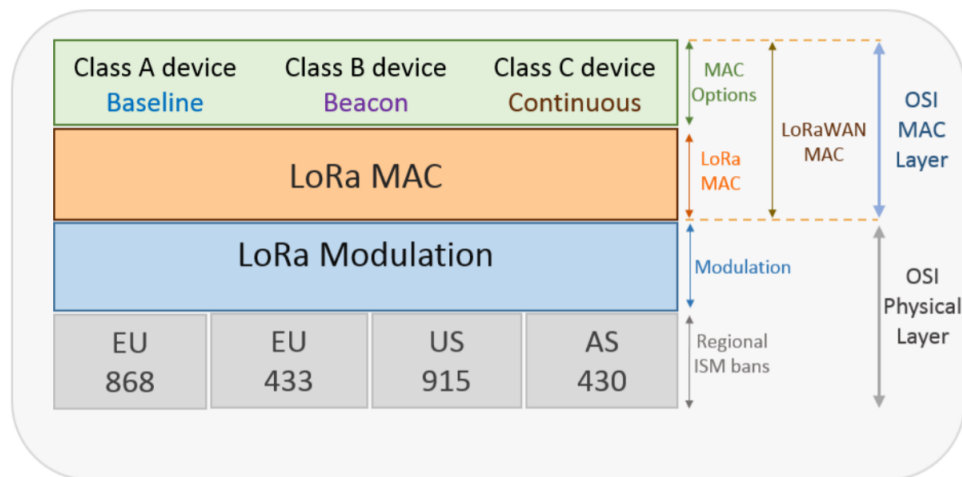 Class A device
Baseline
Class B device
Beacon
Class C device
Continuous
MAC
Options
LoRaWAN
MAC
OSI
MAC
Layer
LoRa MAC
LoRa
MAC
LoRa Modulation
Modulation
OSI
Physical
Layer
EU
868
EU
433
US
915
AS
430
Regional
ISM bans